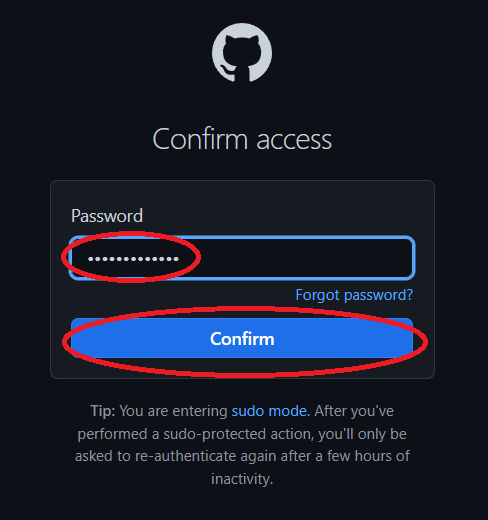 Confirm access
Password
•••••••••••••
Forgot password?
Confirm
Tip: You are entering sudo mode. After you've
performed a sudo-protected action, you'll only be
asked to re-authenticate again after a few hours of
inactivity.